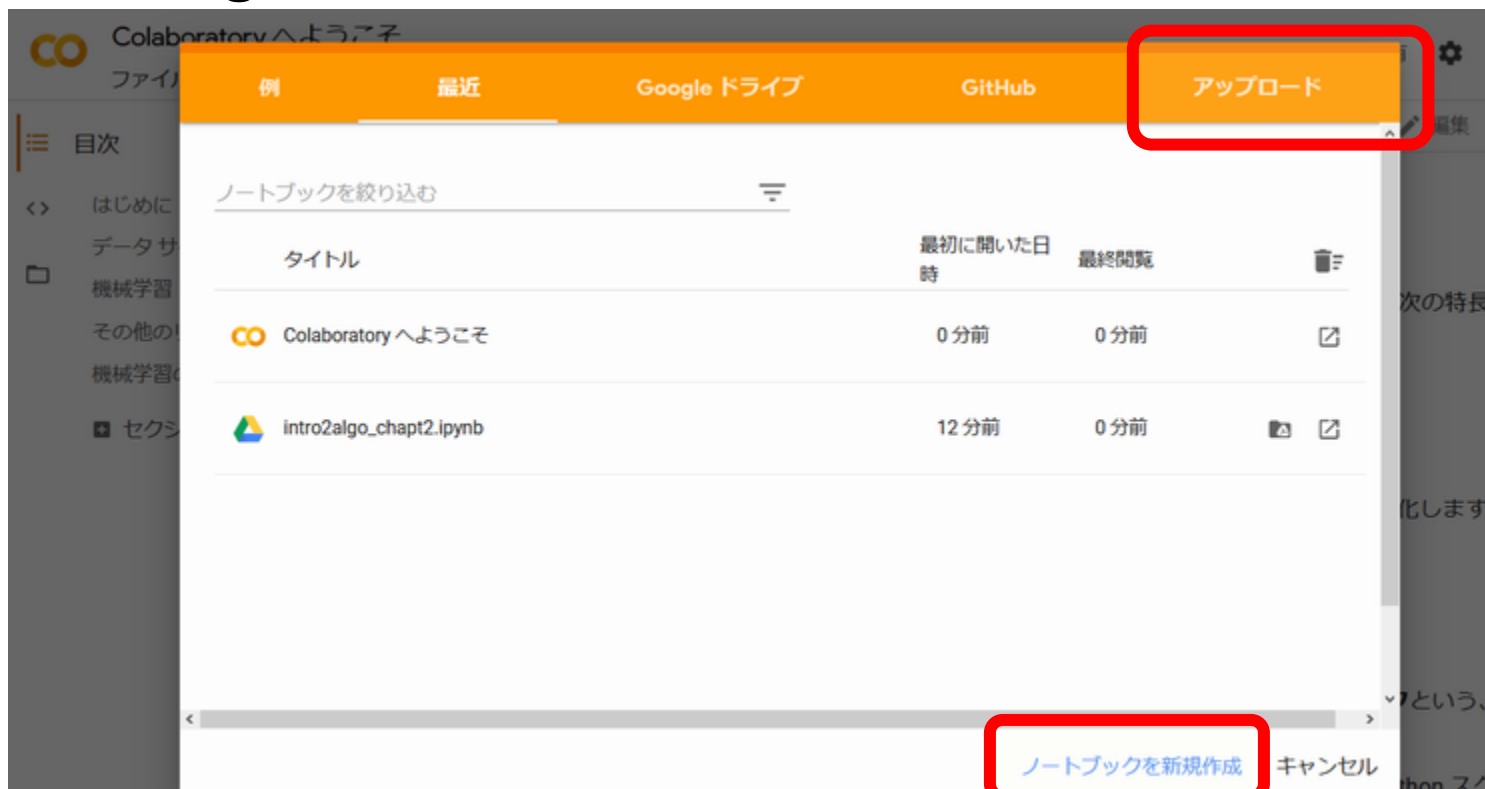 Colaboratory へようこそ
ファイル
例 最近 Google ドライブ GitHub アップロード
目次
編集
ノートブックを絞り込む
はじめに
データ サ
タイトル 最初に開いた日時 最終閲覧
機械学習
次の特長
その他の
Colaboratory へようこそ 0 分前 0 分前
機械学習の
セクシ
intro2algo_chapt2.ipynb 12 分前 0 分前
化します
という、
ノートブックを新規作成 キャンセル
thon スク